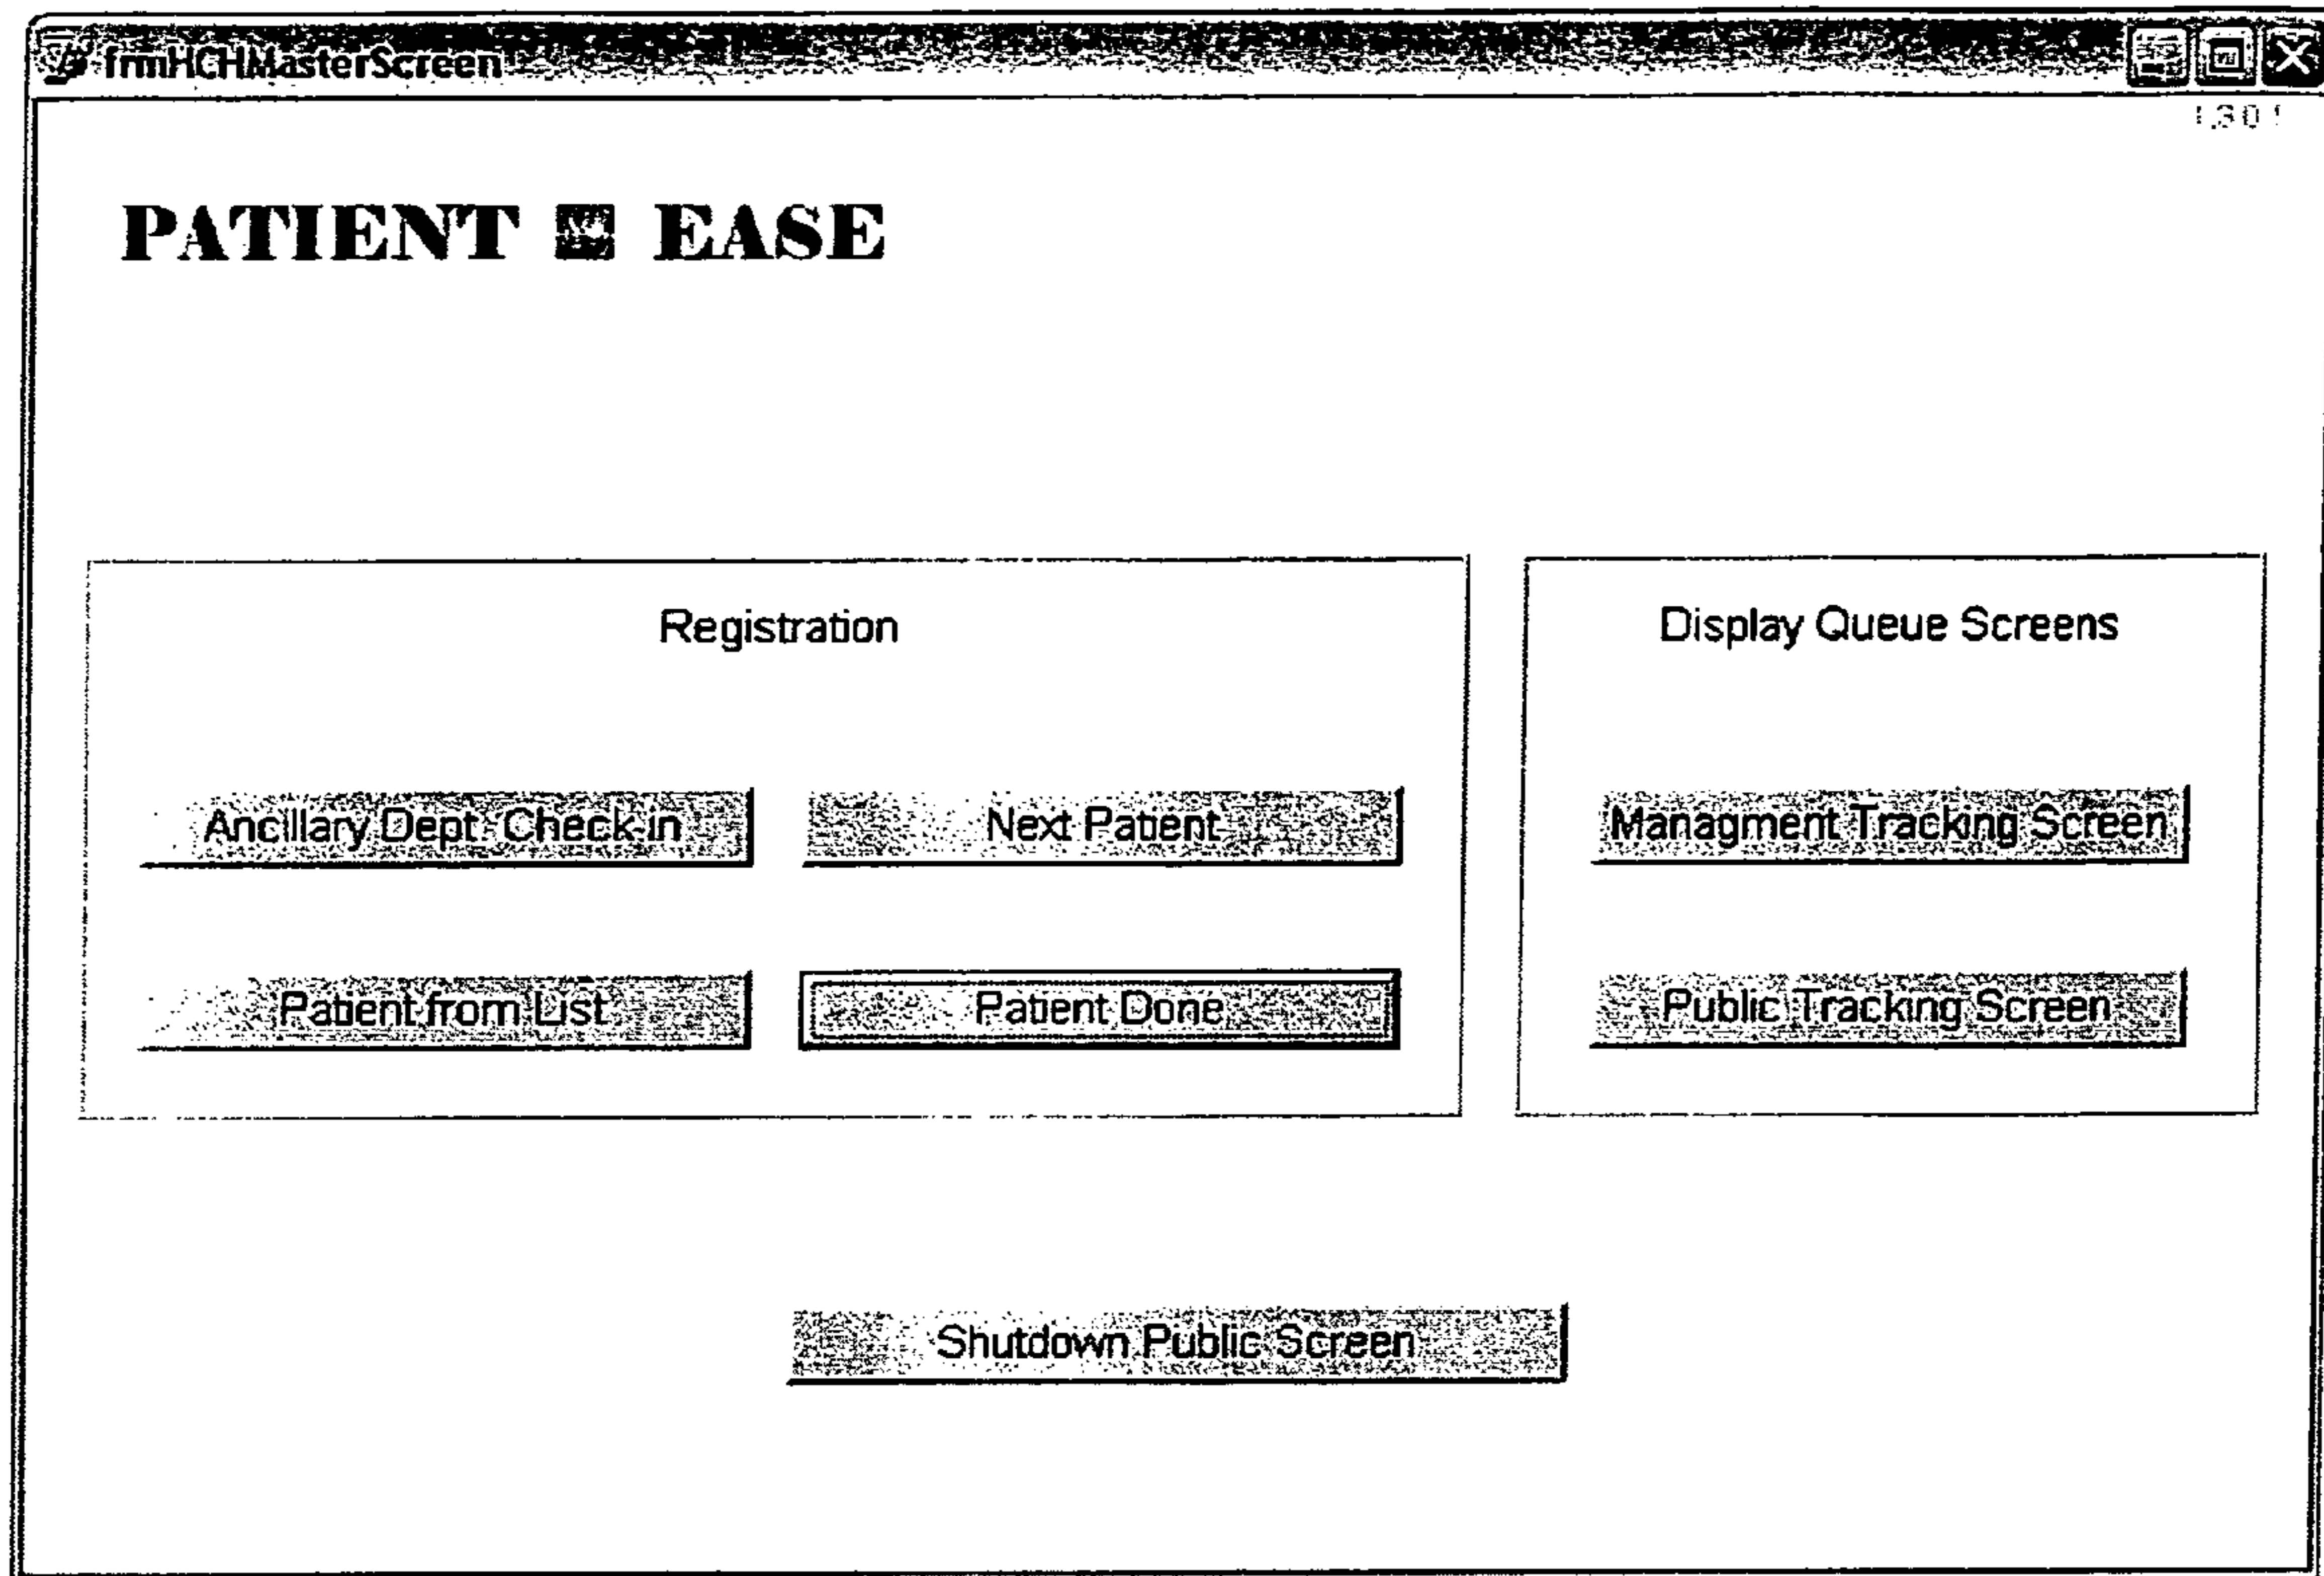 frmHCHMasterScreen
PATIENT EASE
Registration
Display Queue Screens
Ancillary Dept Check-in
Next Patient
Managment Tracking Screen
Patient from List
Patient Done
Public Tracking Screen
Shutdown Public Screen